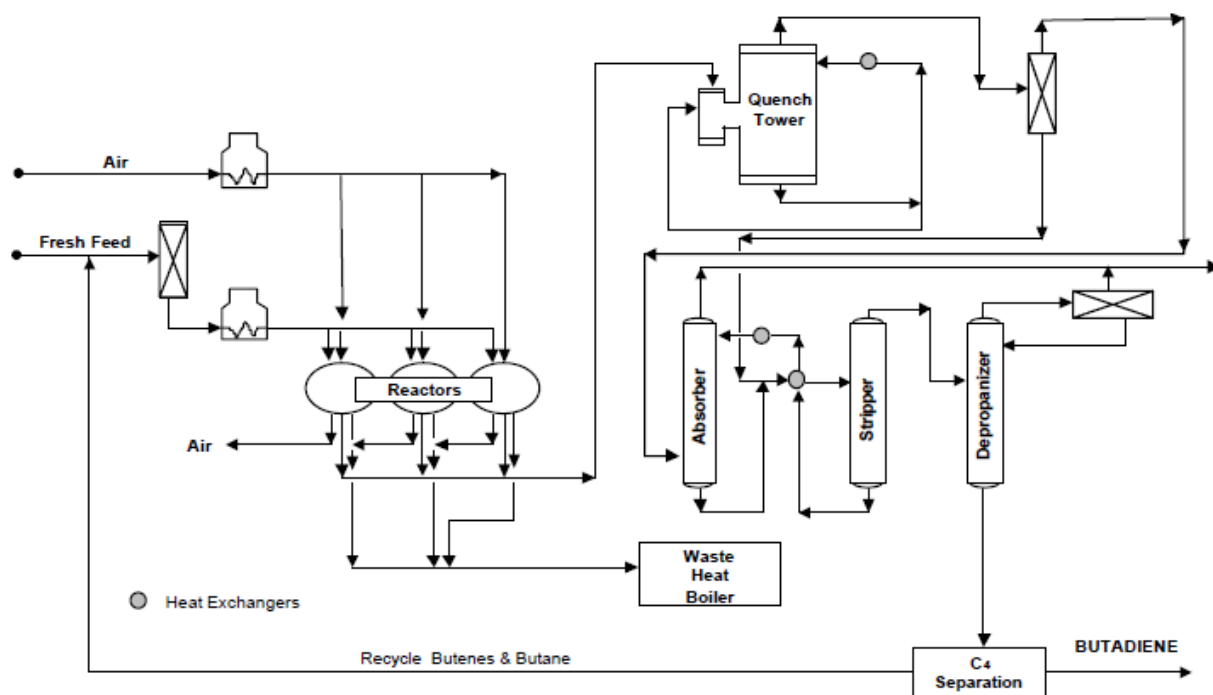 Quench
Tower
Air
Fresh Feed
Reactors
Air
Absorber
Stripper
Depropanizer
Waste
Heat
Boiler
Heat Exchangers
Recycle Butenes & Butane
C4
Separation
BUTADIENE